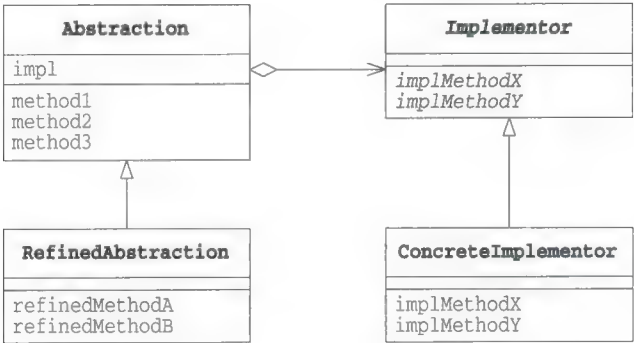 Abstraction
impl
method1
method2
method3
Implementor
implMethodX
implMethodY
RefinedAbstraction
refinedMethodA
refinedMethodB
ConcreteImplementor
implMethodX
implMethodY